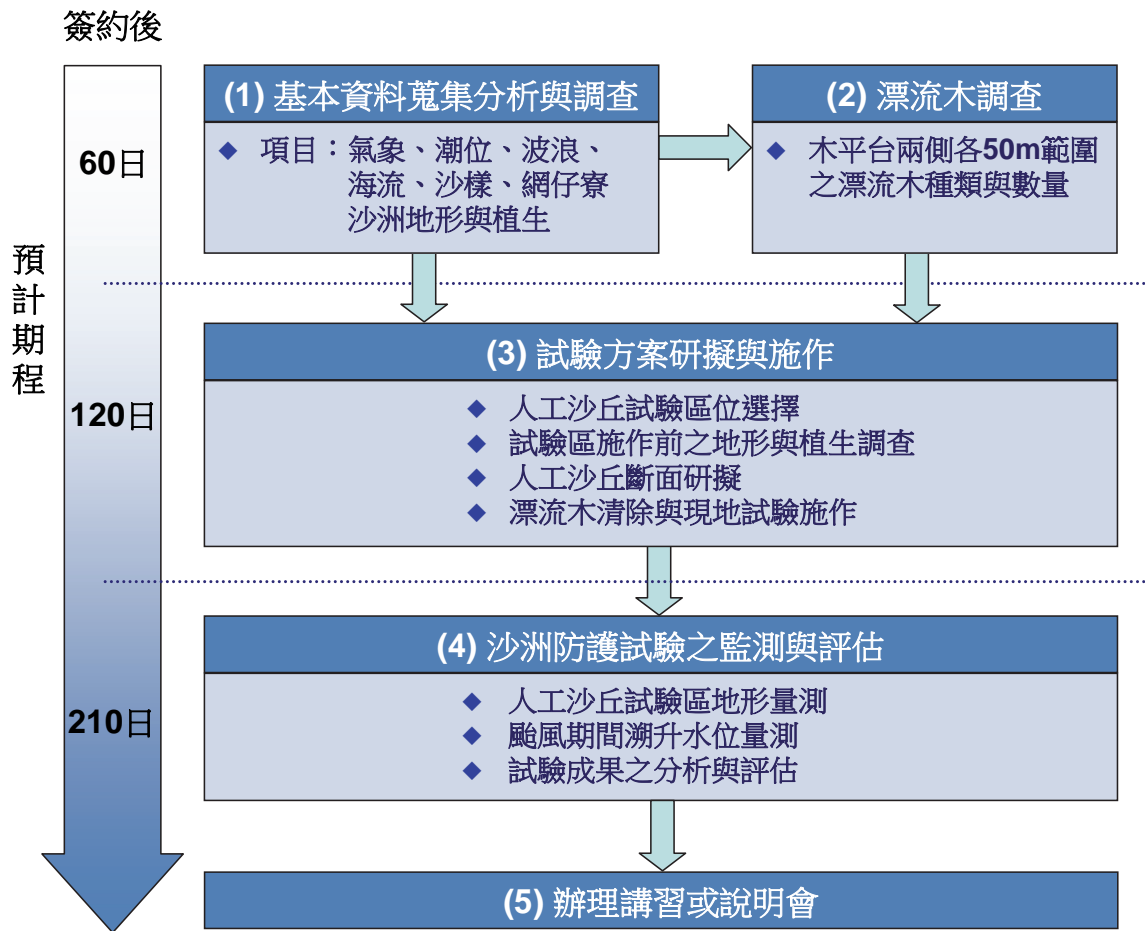 簽約後
預計期程
60日
120日
210日
(1) 基本資料蒐集分析與調查
◆ 項目：氣象、潮位、波浪、
海流、沙樣、網仔寮
沙洲地形與植生
(2) 漂流木調查
◆ 木平台兩側各50m範圍
之漂流木種類與數量
(3) 試驗方案研擬與施作
◆ 人工沙丘試驗區位選擇
◆ 試驗區施作前之地形與植生調查
◆ 人工沙丘斷面研擬
◆ 漂流木清除與現地試驗施作
(4) 沙洲防護試驗之監測與評估
◆ 人工沙丘試驗區地形量測
◆ 颱風期間溯升水位量測
◆ 試驗成果之分析與評估
(5) 辦理講習或說明會